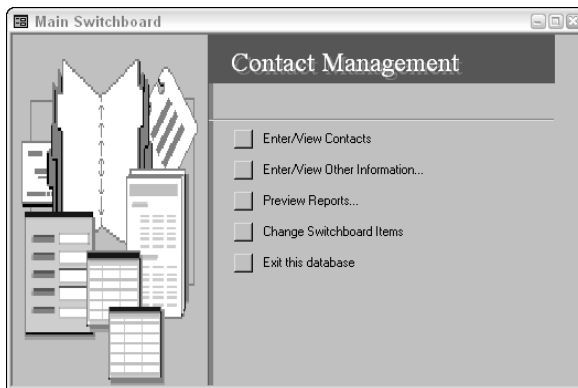 Main Switchboard
Contact Management
Enter/View Contacts
Enter/View Other Information...
Preview Reports...
Change Switchboard Items
Exit this database